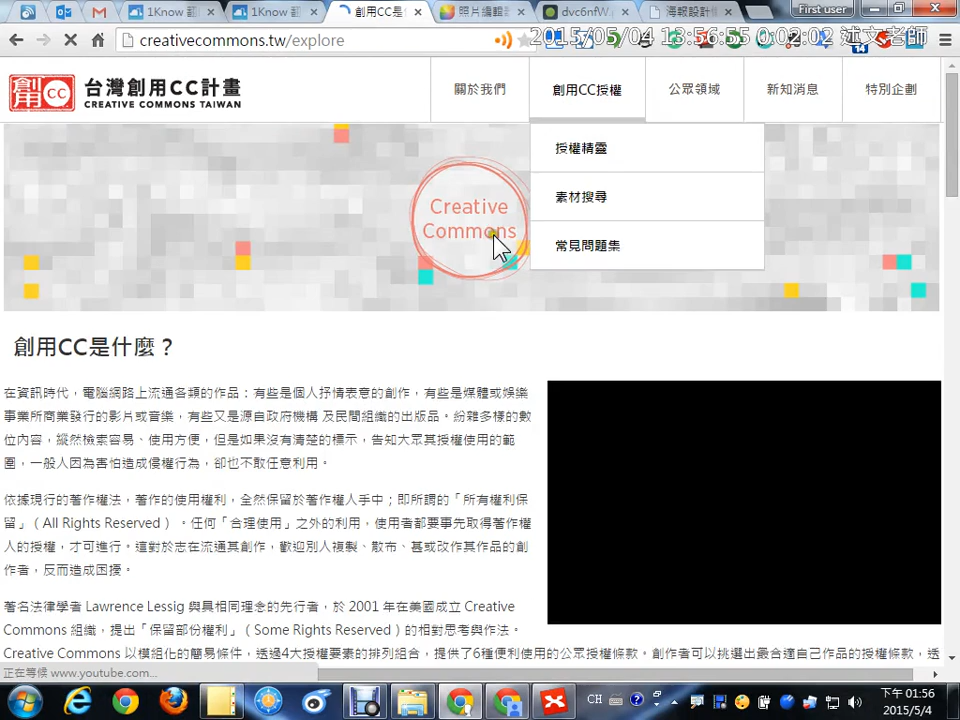 1Know 翻
1Know 翻
創用CC是
照片編輯
dvc6nfW.
海報設計
First user
creativecommons.tw/explore
2015/05/04 13:56:55 0:02:02 述文老師
創用 CC
台灣創用CC計畫
CREATIVE COMMONS TAIWAN
關於我們
創用CC授權
公眾領域
新知消息
特別企劃
授權精靈
素材搜尋
常見問題集
Creative
Commons
創用CC是什麼？
在資訊時代，電腦網路上流通各類的作品：有些是個人抒情表意的創作，有些是媒體或娛樂
事業所商業發行的影片或音樂，有些又是源自政府機構 及民間組織的出版品。紛雜多樣的數
位內容，縱然檢索容易、使用方便，但是如果沒有清楚的標示，告知大眾其授權使用的範
圍，一般人因為害怕造成侵權行為，卻也不敢任意利用。
依據現行的著作權法，著作的使用權利，全然保留於著作權人手中；即所謂的「所有權利保
留」（All Rights Reserved） 。任何「合理使用」之外的利用，使用者都要事先取得著作權
人的授權，才可進行。這對於志在流通其創作，歡迎別人複製、散布、甚或改作其作品的創
作者，反而造成困擾。
著名法律學者 Lawrence Lessig 與具相同理念的先行者，於 2001 年在美國成立 Creative
Commons 組織，提出「保留部份權利」（Some Rights Reserved）的相對思考與作法。
Creative Commons 以模組化的簡易條件，透過4大授權要素的排列組合，提供了6種便利使用的公眾授權條款。創作者可以挑選出最合適自己作品的授權條款，透
正在等候 www.youtube.com...
CH
下午 01:56
2015/5/4